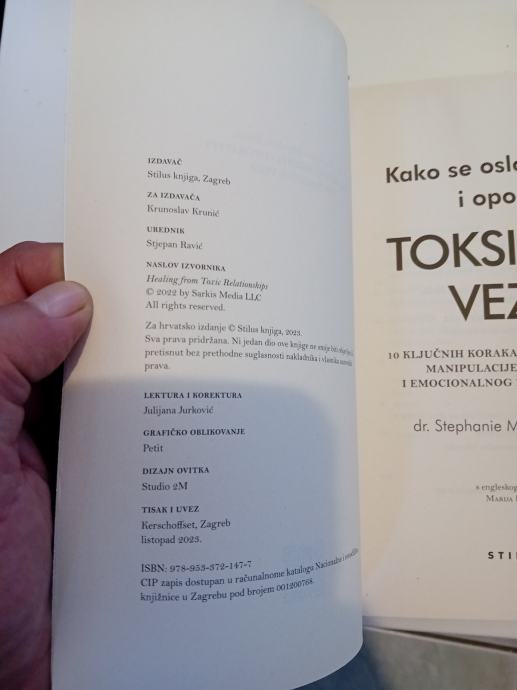 IZDAVAČ
Stilus knjiga, Zagreb
ZA IZDAVAČA
Krunoslav Krunić
UREDNIK
Stjepan Ravić
NASLOV IZVORNIKA
Healing from Toxic Relationships
© 2022 by Sarkis Media LLC
All rights reserved.
Za hrvatsko izdanje © Stilus knjiga, 2023.
Sva prava pridržana. Ni jedan dio ove knjige ne smije biti
pretisnut bez prethodne suglasnosti nakladnika i vlasnika
prava.
LEKTURA I KOREKTURA
Julijana Jurković
GRAFIČKO OBLIKOVANJE
Petit
DIZAJN OVITKA
Studio 2M
TISAK I UVEZ
Kerschoffset, Zagreb
listopad 2023.
ISBN: 978-953-372-147-7
CIP zapis dostupan u računalnome katalogu Nacionalne i
knjižnice u Zagrebu pod brojem 001200768.
Kako se oslo
i opo
TOKSI
VEZ
10 KLJUČNIH KORAKA
MANIPULACIJE
I EMOCIONALNOG
dr. Stephanie M
s engleskog
MARIJA
STI